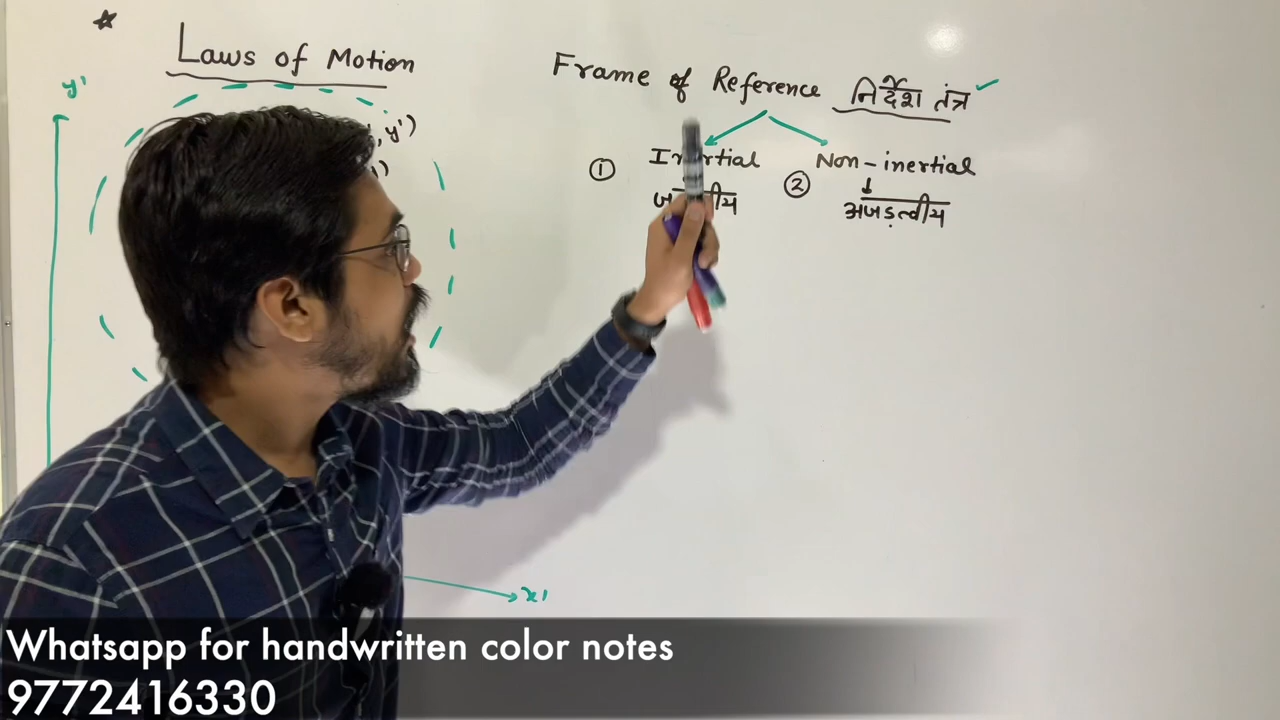 Laws of Motion
y'
, y')
')
Frame of Reference निर्देश तंत्र
① Inertial
② Non-inertial
अजड़त्वीय
x'
Whatsapp for handwritten color notes
9772416330